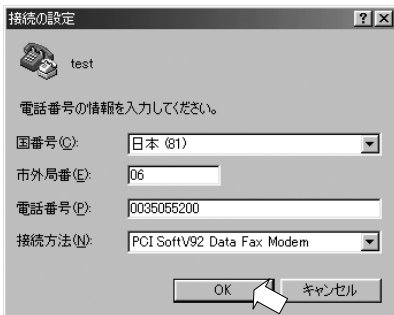 接続の設定
test
電話番号の情報を入力してください。
国番号(C): 日本 (81)
市外局番(E): 06
電話番号(P): 0035055200
接続方法(N): PCI SoftV92 Data Fax Modem
OK キャンセル